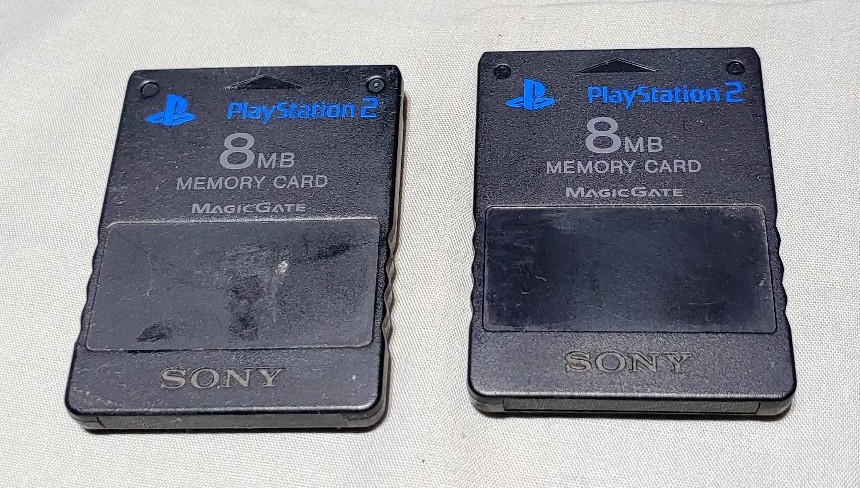 PlayStation 2
8MB
MEMORY CARD
MAGICGATE
SONY
PlayStation 2
8MB
MEMORY CARD
MAGICGATE
SONY